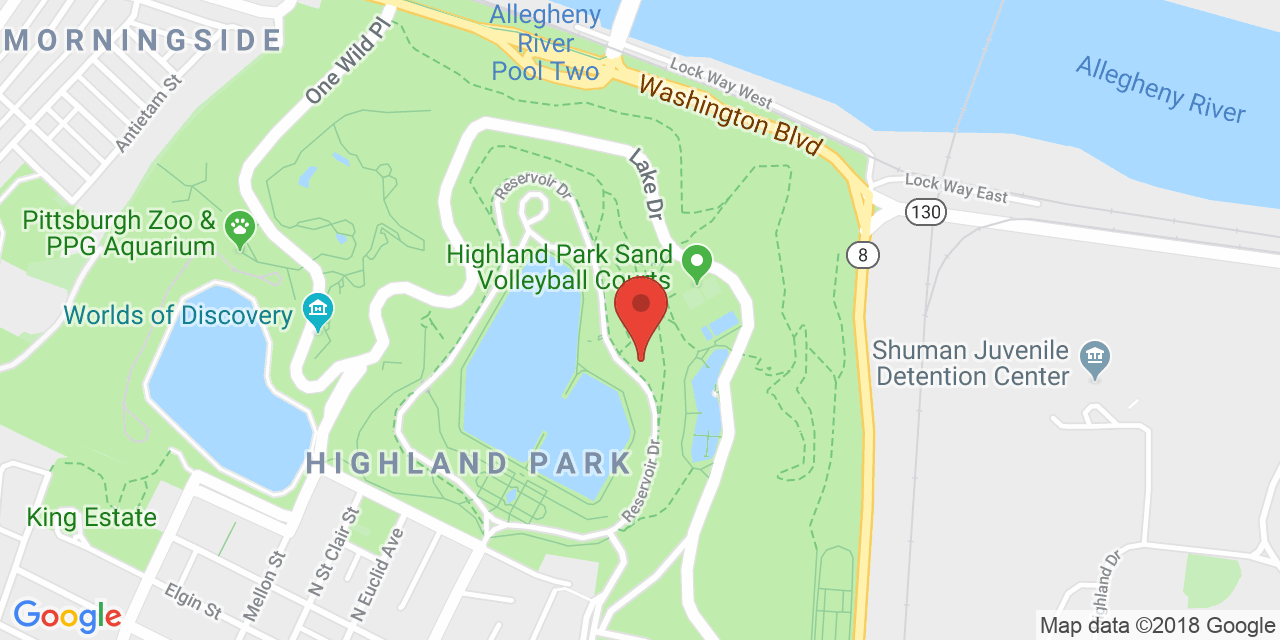 MORNINGSIDE
One Wild Pl
Antietam St
Allegheny
River
Pool Two
Lock Way West
Washington Blvd
Allegheny River
Lock Way East
130
8
Reservoir Dr
Lake Dr
Pittsburgh Zoo &
PPG Aquarium
Highland Park Sand
Volleyball Courts
Worlds of Discovery
Shuman Juvenile
Detention Center
HIGHLAND PARK
Reservoir Dr
King Estate
Elgin St
Mellon St
N St Clair St
N Euclid Ave
Highland Dr
Google
Map data ©2018 Google